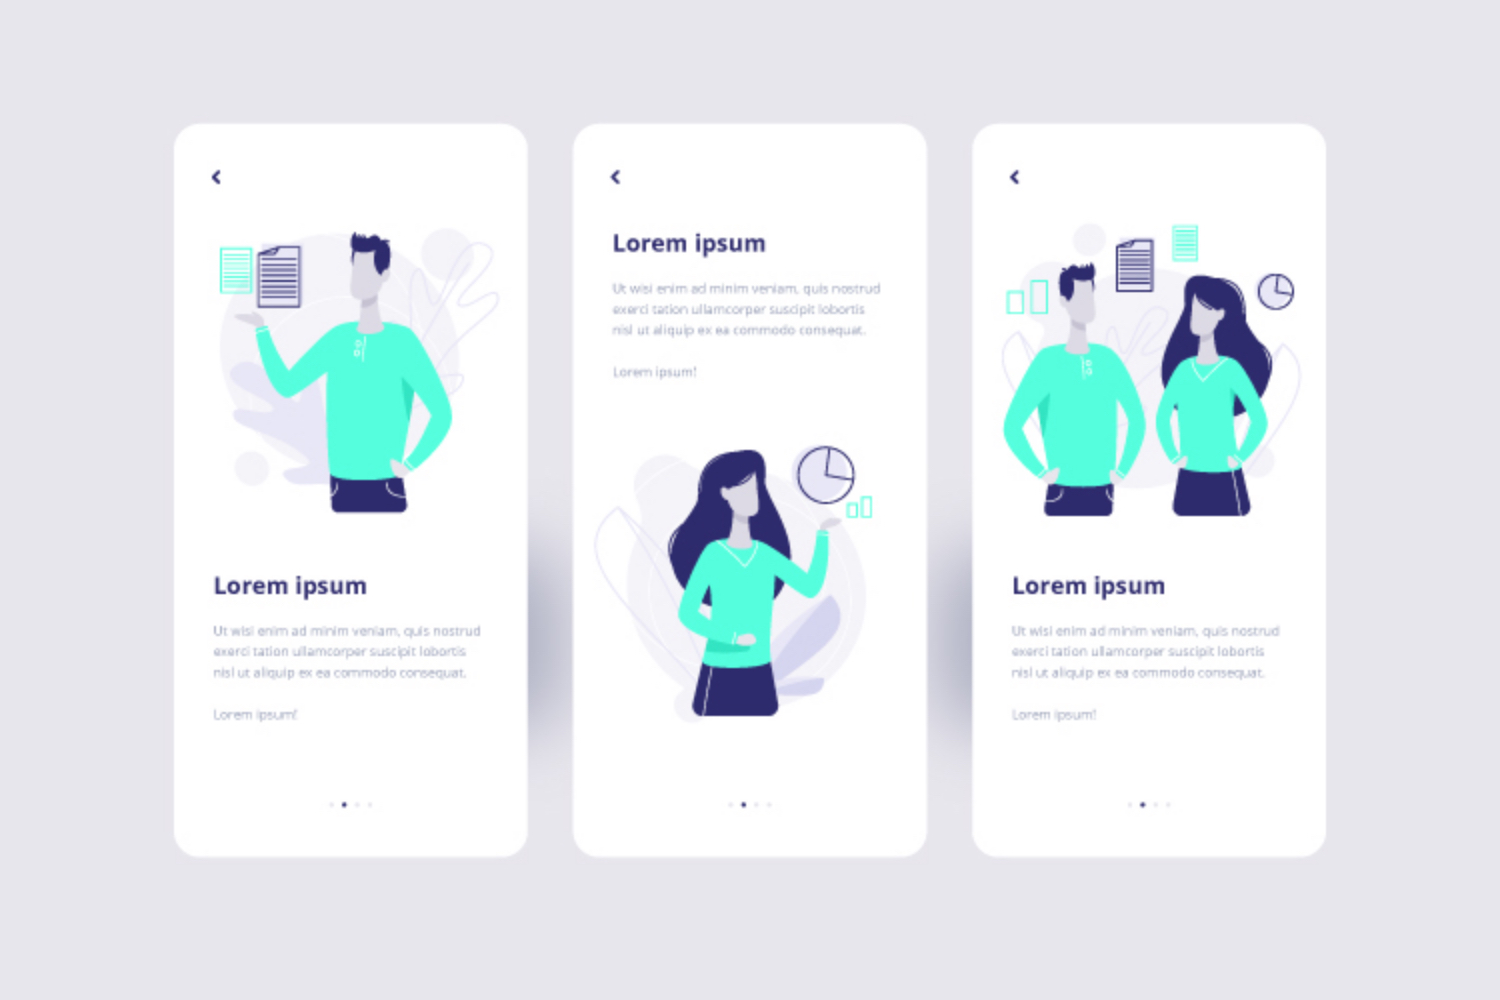 Lorem ipsum
Ut wisi enim ad minim veniam, quis nostrud
exerci tation ullamcorper suscipit lobortis
nisl ut aliquip ex ea commodo consequat.
Lorem ipsum!
Lorem ipsum
Ut wisi enim ad minim veniam, quis nostrud
exerci tation ullamcorper suscipit lobortis
nisl ut aliquip ex ea commodo consequat.
Lorem ipsum!
Lorem ipsum
Ut wisi enim ad minim veniam, quis nostrud
exerci tation ullamcorper suscipit lobortis
nisl ut aliquip ex ea commodo consequat.
Lorem ipsum!